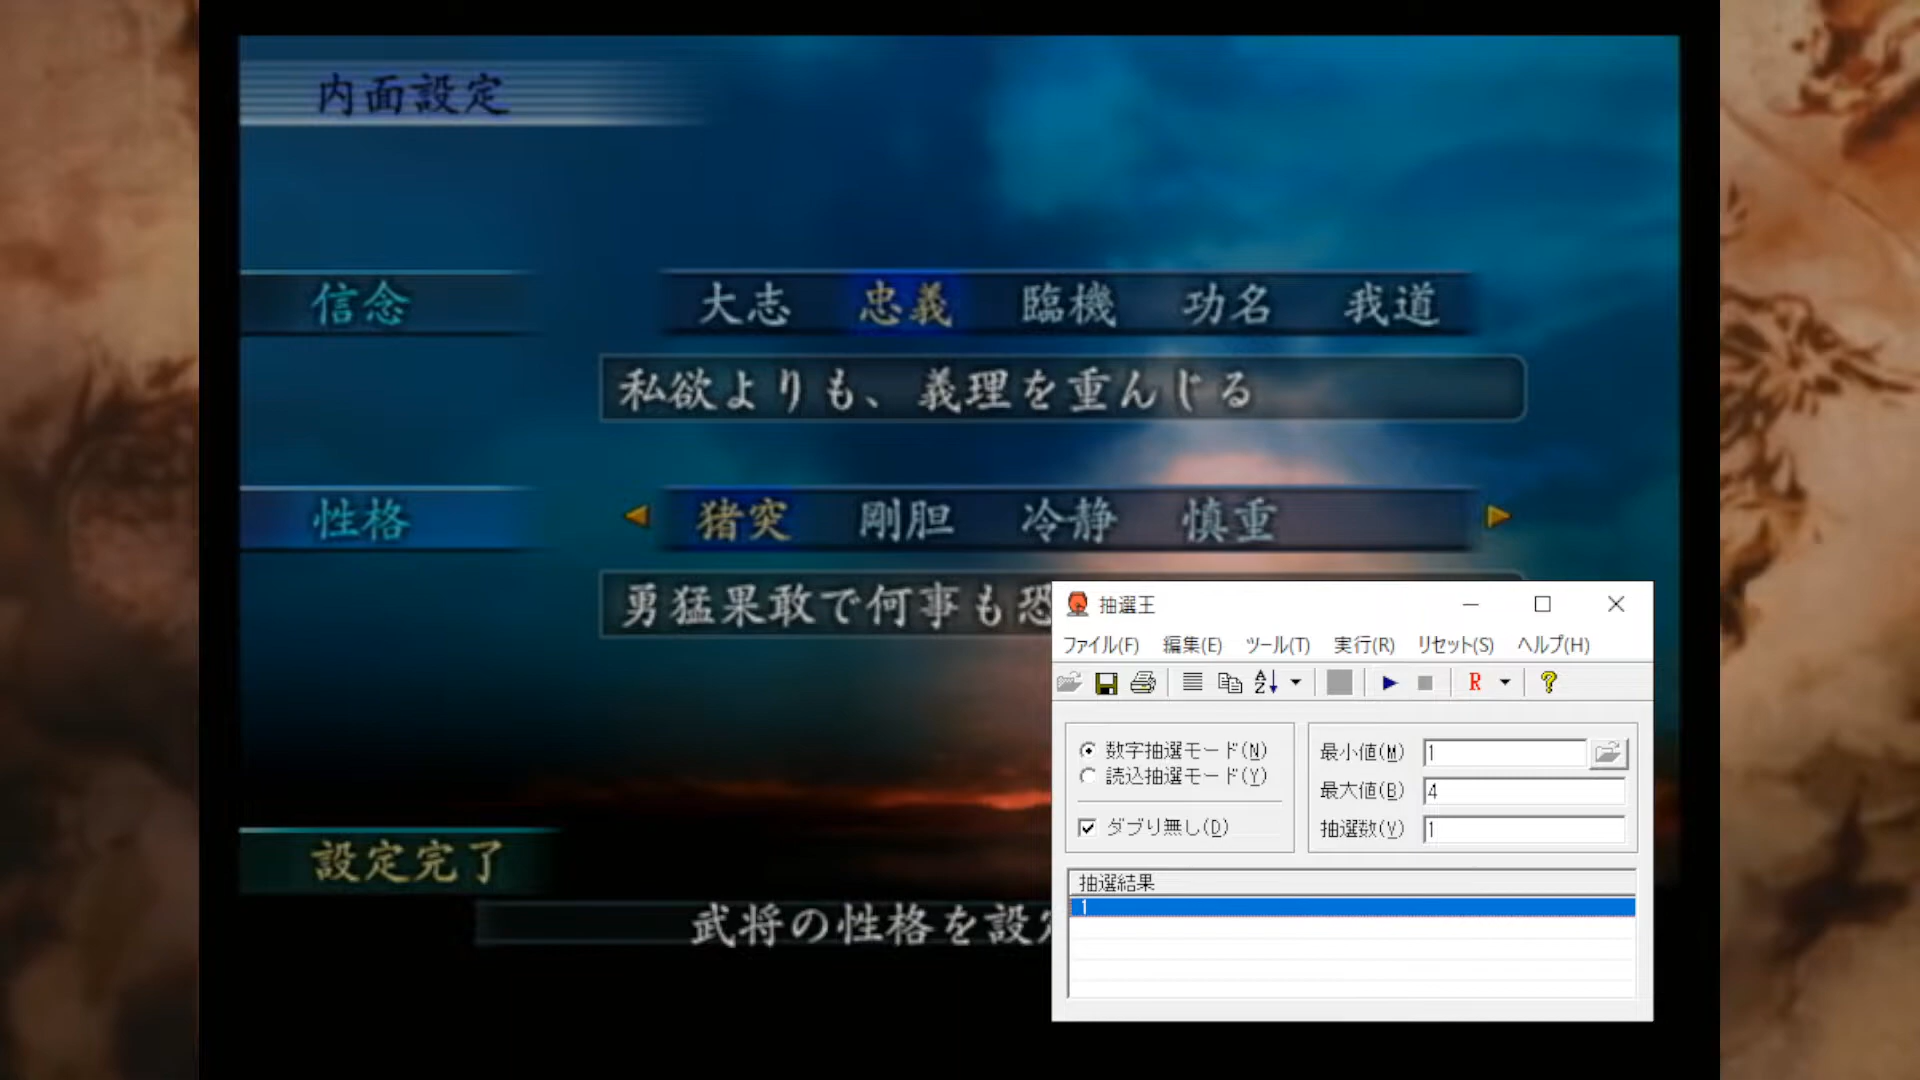 内面設定
信念
大志 忠義 臨機 功名 我道
私欲よりも、義理を重んじる
性格
猪突 剛胆 冷静 慎重
勇猛果敢で何事も恐
設定完了
武将の性格を設
抽選王
ファイル(F) 編集(E) ツール(T) 実行(R) リセット(S) ヘルプ(H)
数字抽選モード(N)
読込抽選モード(Y)
ダブり無し(D)
最小値(M) 1
最大値(B) 4
抽選数(V) 1
抽選結果
1